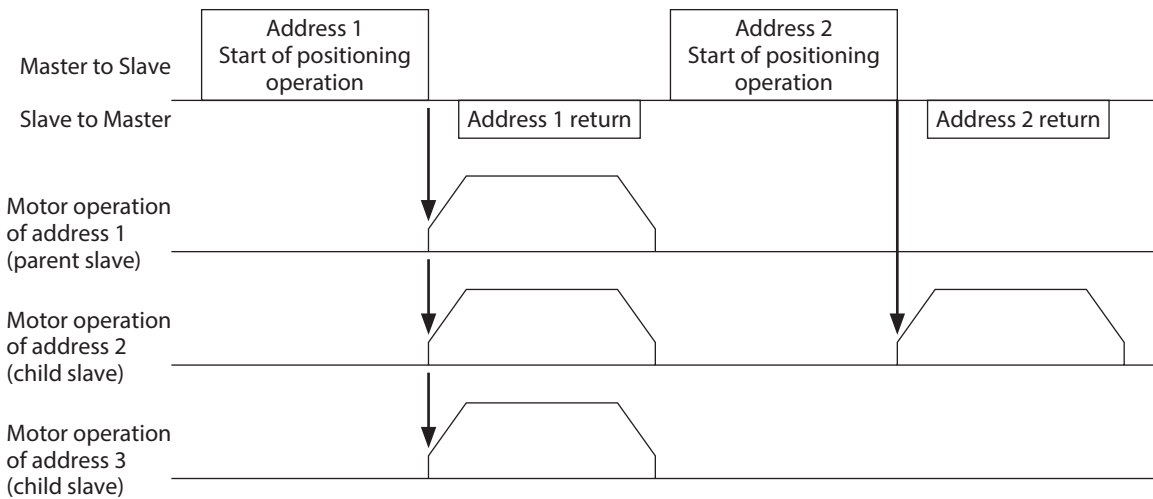 Address 1
Start of positioning
operation
Address 2
Start of positioning
operation
Master to Slave
Slave to Master
Address 1 return
Address 2 return
Motor operation
of address 1
(parent slave)
Motor operation
of address 2
(child slave)
Motor operation
of address 3
(child slave)